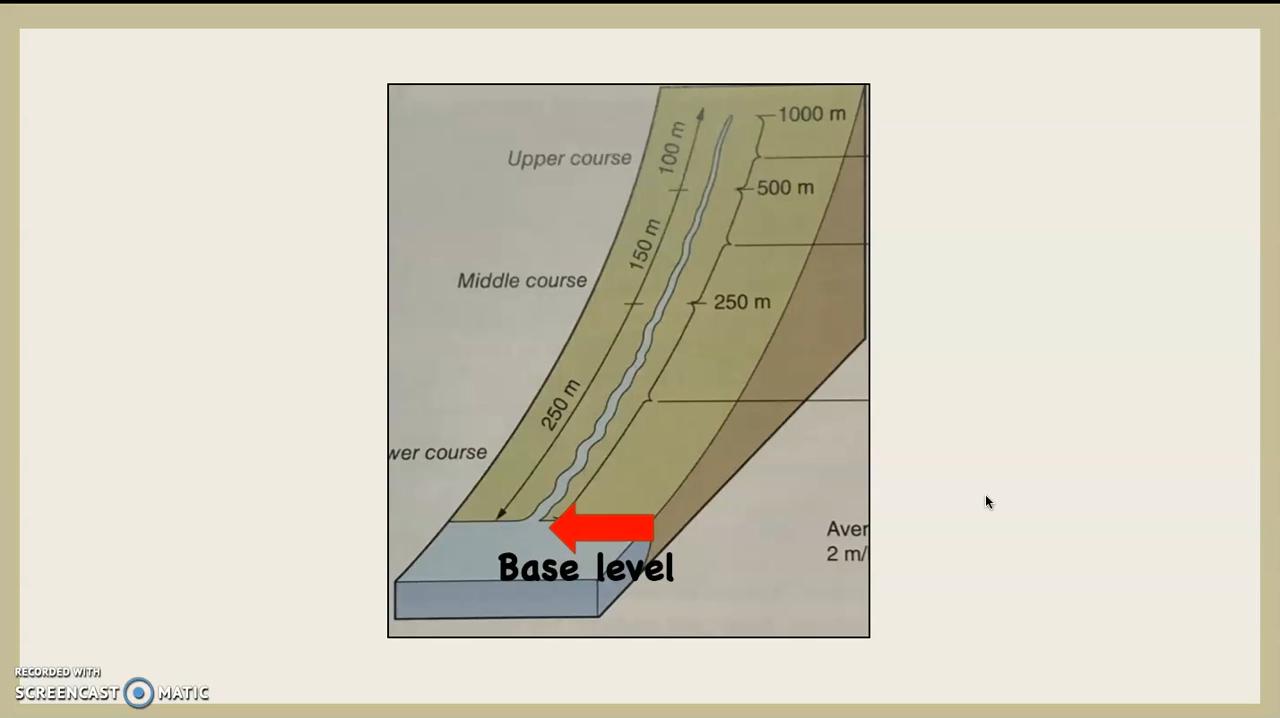 1000 m
100 m
Upper course
500 m
150 m
Middle course
250 m
250 m
wer course
Aver
2 m/
Base level
RECORDED WITH
SCREENCAST MATIC